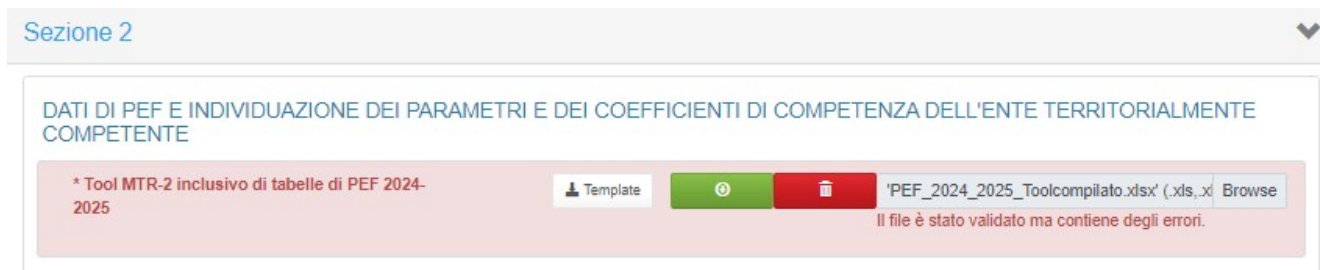 Sezione 2
DATI DI PEF E INDIVIDUAZIONE DEI PARAMETRI E DEI COEFFICIENTI DI COMPETENZA DELL'ENTE TERRITORIALMENTE
COMPETENTE
* Tool MTR-2 inclusivo di tabelle di PEF 2024-
2025
Template
'PEF_2024_2025_Toolcompilato.xlsx' (.xls,.xl
Browse
Il file è stato validato ma contiene degli errori.